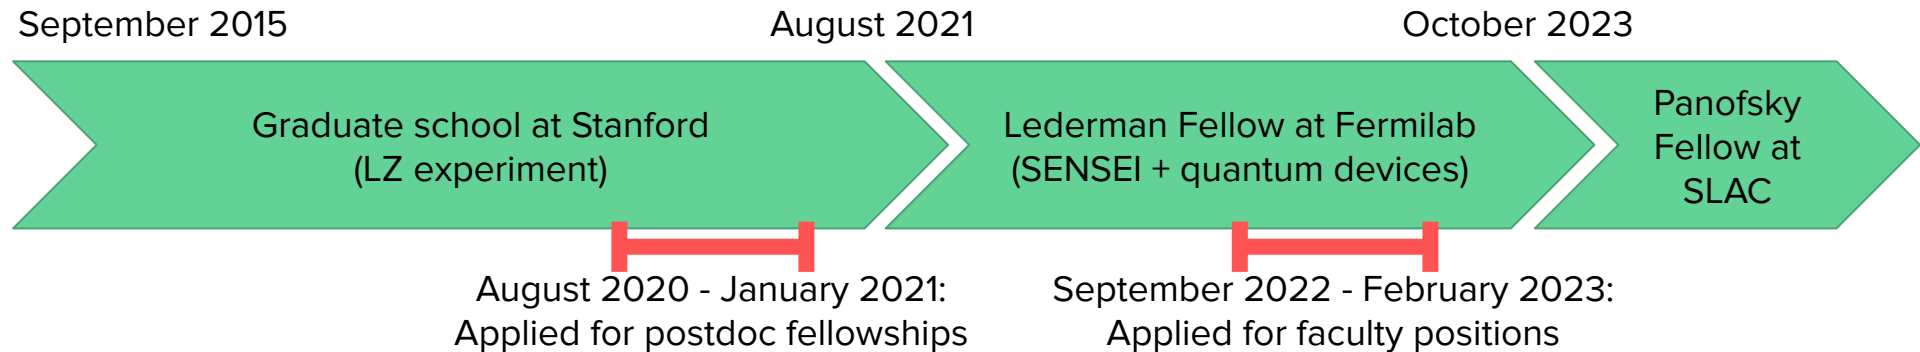 September 2015
August 2021
October 2023
Graduate school at Stanford
(LZ experiment)
Lederman Fellow at Fermilab
(SENSEI + quantum devices)
Panofsky
Fellow at
SLAC
August 2020 - January 2021:
Applied for postdoc fellowships
September 2022 - February 2023:
Applied for faculty positions